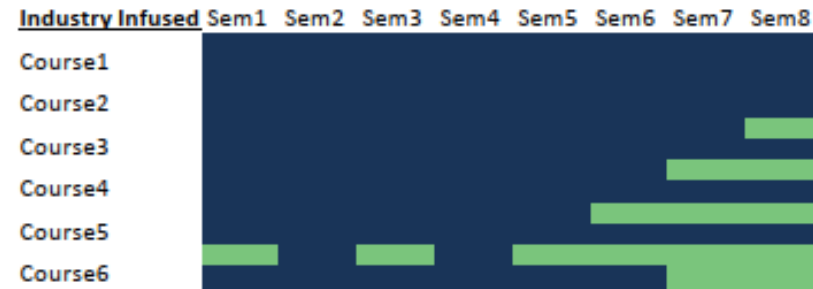 Industry Infused Sem1 Sem2 Sem3 Sem4 Sem5 Sem6 Sem7 Sem8
Course1
Course2
Course3
Course4
Course5
Course6